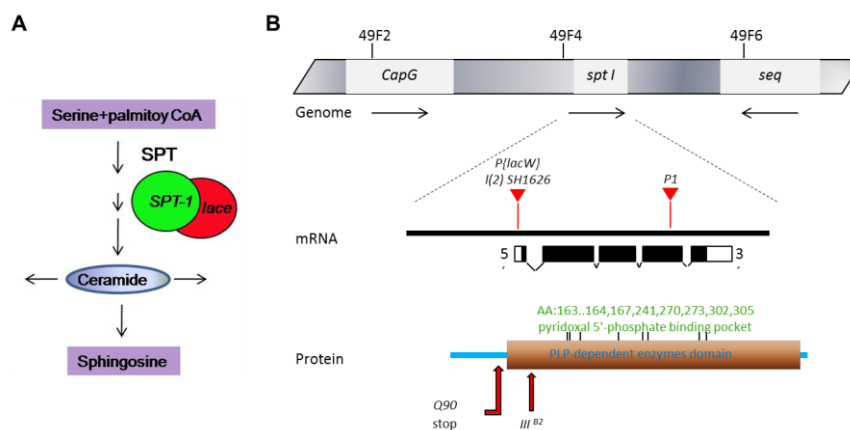 A
Serine+palmitoy CoA
SPT
SPT-1
lace
Ceramide
Sphingosine
B
49F2 49F4 49F6
CapG spt I seq
Genome
P{lacW}
l(2) SH1626
P1
mRNA
5 3
' '
AA:163..164,167,241,270,273,302,305
pyridoxal 5'-phosphate binding pocket
Protein
PLP-dependent enzymes domain
Q90
stop
III B2